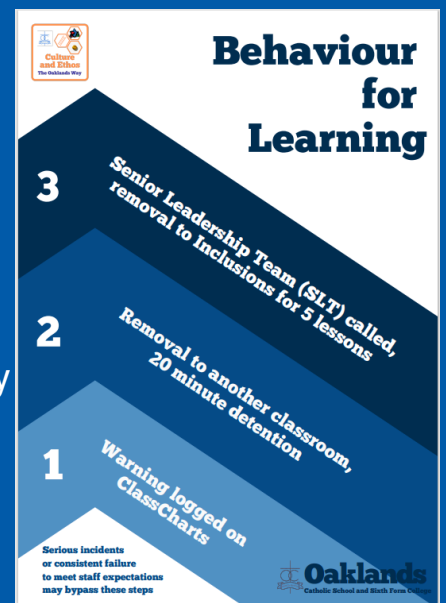 Culture
and Ethos
The Oaklands Way
Behaviour
for
Learning
3
Senior Leadership Team (SLT) called,
removal to Inclusions for 5 lessons
2
Removal to another classroom,
20 minute detention
y
1
Warning logged on
ClassCharts
Serious incidents
or consistent failure
to meet staff expectations
may bypass these steps
Oaklands
Catholic School and Sixth Form College